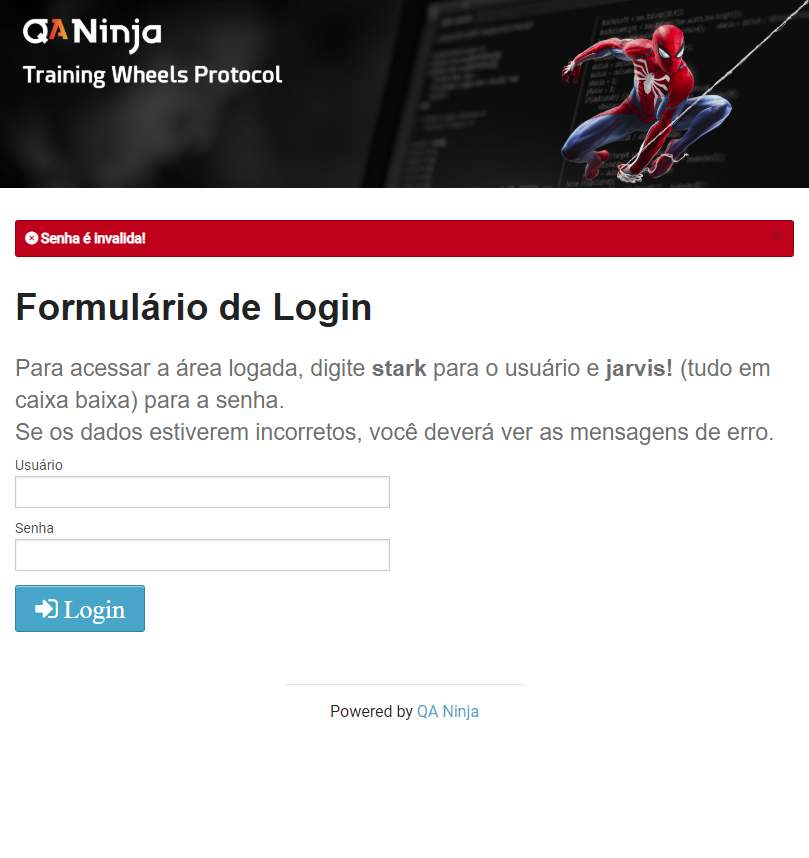 QANinja
Training Wheels Protocol
Senha é invalida!
×
Formulário de Login
Para acessar a área logada, digite stark para o usuário e jarvis! (tudo em
caixa baixa) para a senha.
Se os dados estiverem incorretos, você deverá ver as mensagens de erro.
Usuário
Senha
Login
Powered by QA Ninja